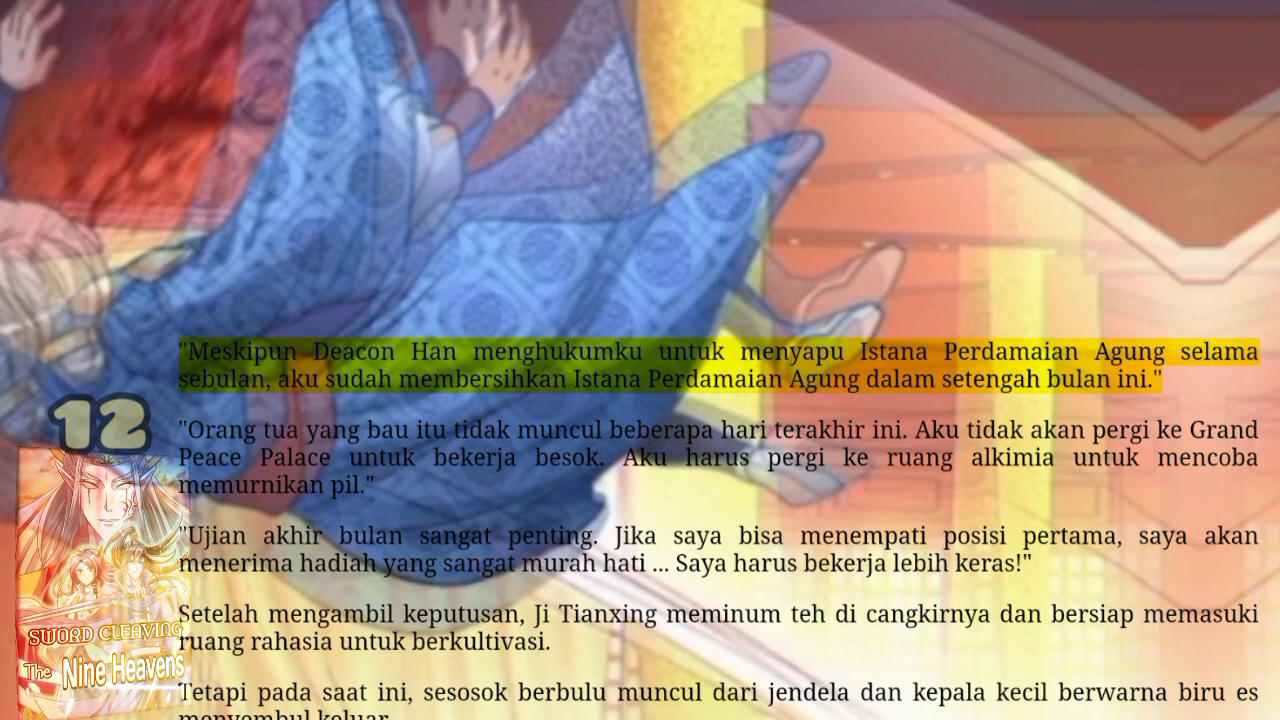 "Meskipun Deacon Han menghukumku untuk menyapu Istana Perdamaian Agung selama
sebulan, aku sudah membersihkan Istana Perdamaian Agung dalam setengah bulan ini."
"Orang tua yang bau itu tidak muncul beberapa hari terakhir ini. Aku tidak akan pergi ke Grand
Peace Palace untuk bekerja besok. Aku harus pergi ke ruang alkimia untuk mencoba
memurnikan pil."
"Ujian akhir bulan sangat penting. Jika saya bisa menempati posisi pertama, saya akan
menerima hadiah yang sangat murah hati ... Saya harus bekerja lebih keras!"
Setelah mengambil keputusan, Ji Tianxing meminum teh di cangkirnya dan bersiap memasuki
ruang rahasia untuk berkultivasi.
Tetapi pada saat ini, sesosok berbulu muncul dari jendela dan kepala kecil berwarna biru es
menyembul keluar.
12
SWORD CLEAVING
The Nine Heavens